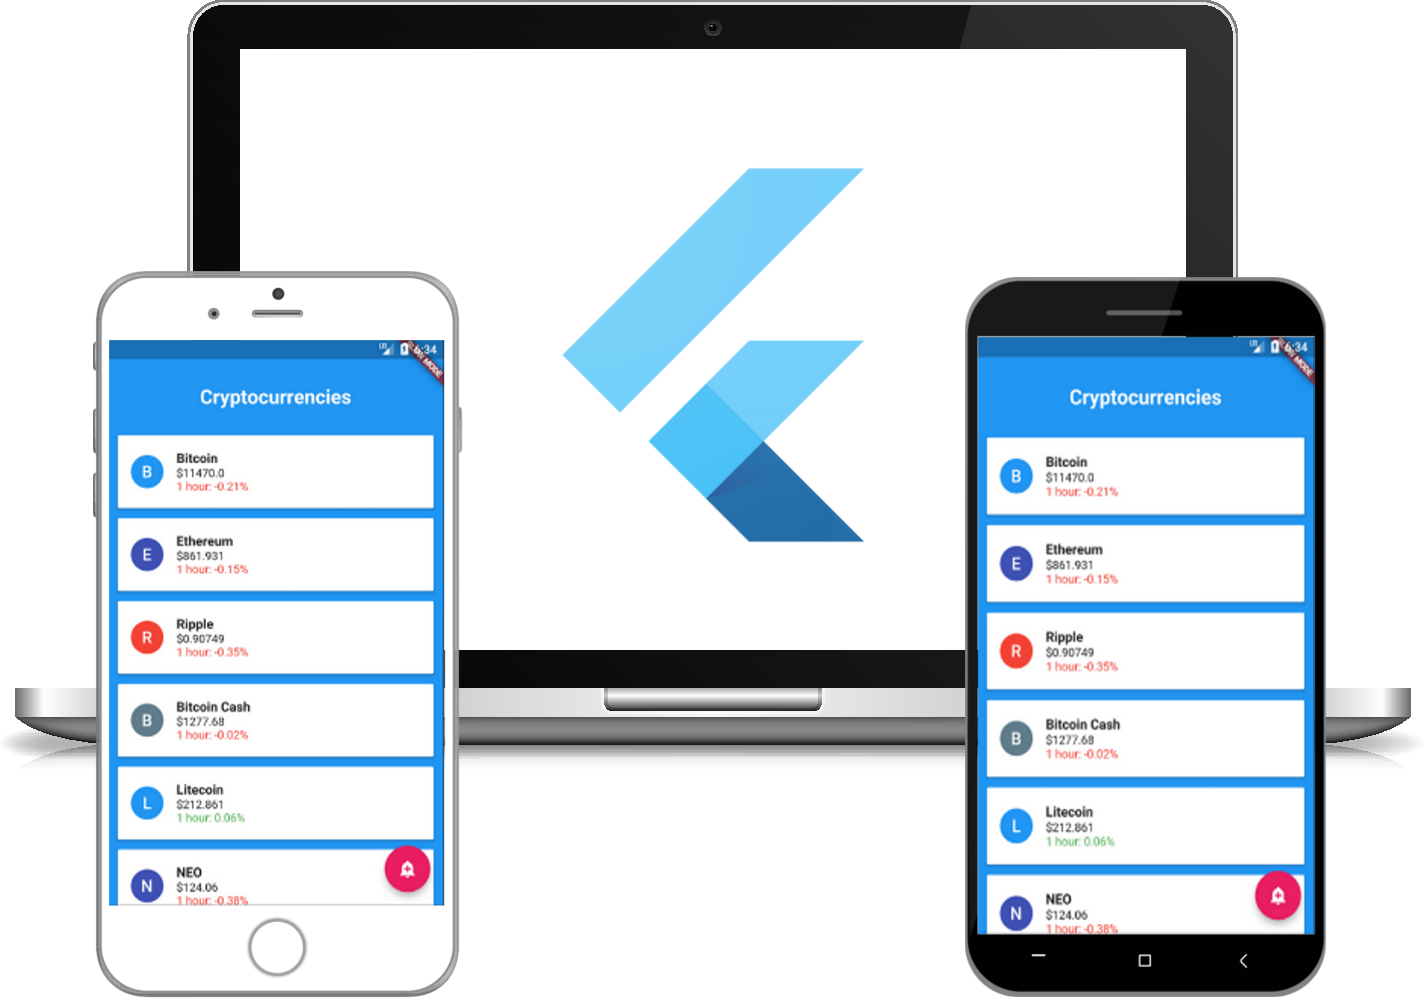 6:34
MODE
Cryptocurrencies
B
Bitcoin
$11470.0
1 hour: -0.21%
E
Ethereum
$861.931
1 hour: -0.15%
R
Ripple
$0.90749
1 hour: -0.35%
B
Bitcoin Cash
$1277.68
1 hour: -0.02%
L
Litecoin
$212.861
1 hour: 0.06%
N
NEO
$124.06
1 hour: -0.38%
6:34
MODE
Cryptocurrencies
B
Bitcoin
$11470.0
1 hour: -0.21%
E
Ethereum
$861.931
1 hour: -0.15%
R
Ripple
$0.90749
1 hour: -0.35%
B
Bitcoin Cash
$1277.68
1 hour: -0.02%
L
Litecoin
$212.861
1 hour: 0.06%
N
NEO
$124.06
1 hour: -0.38%